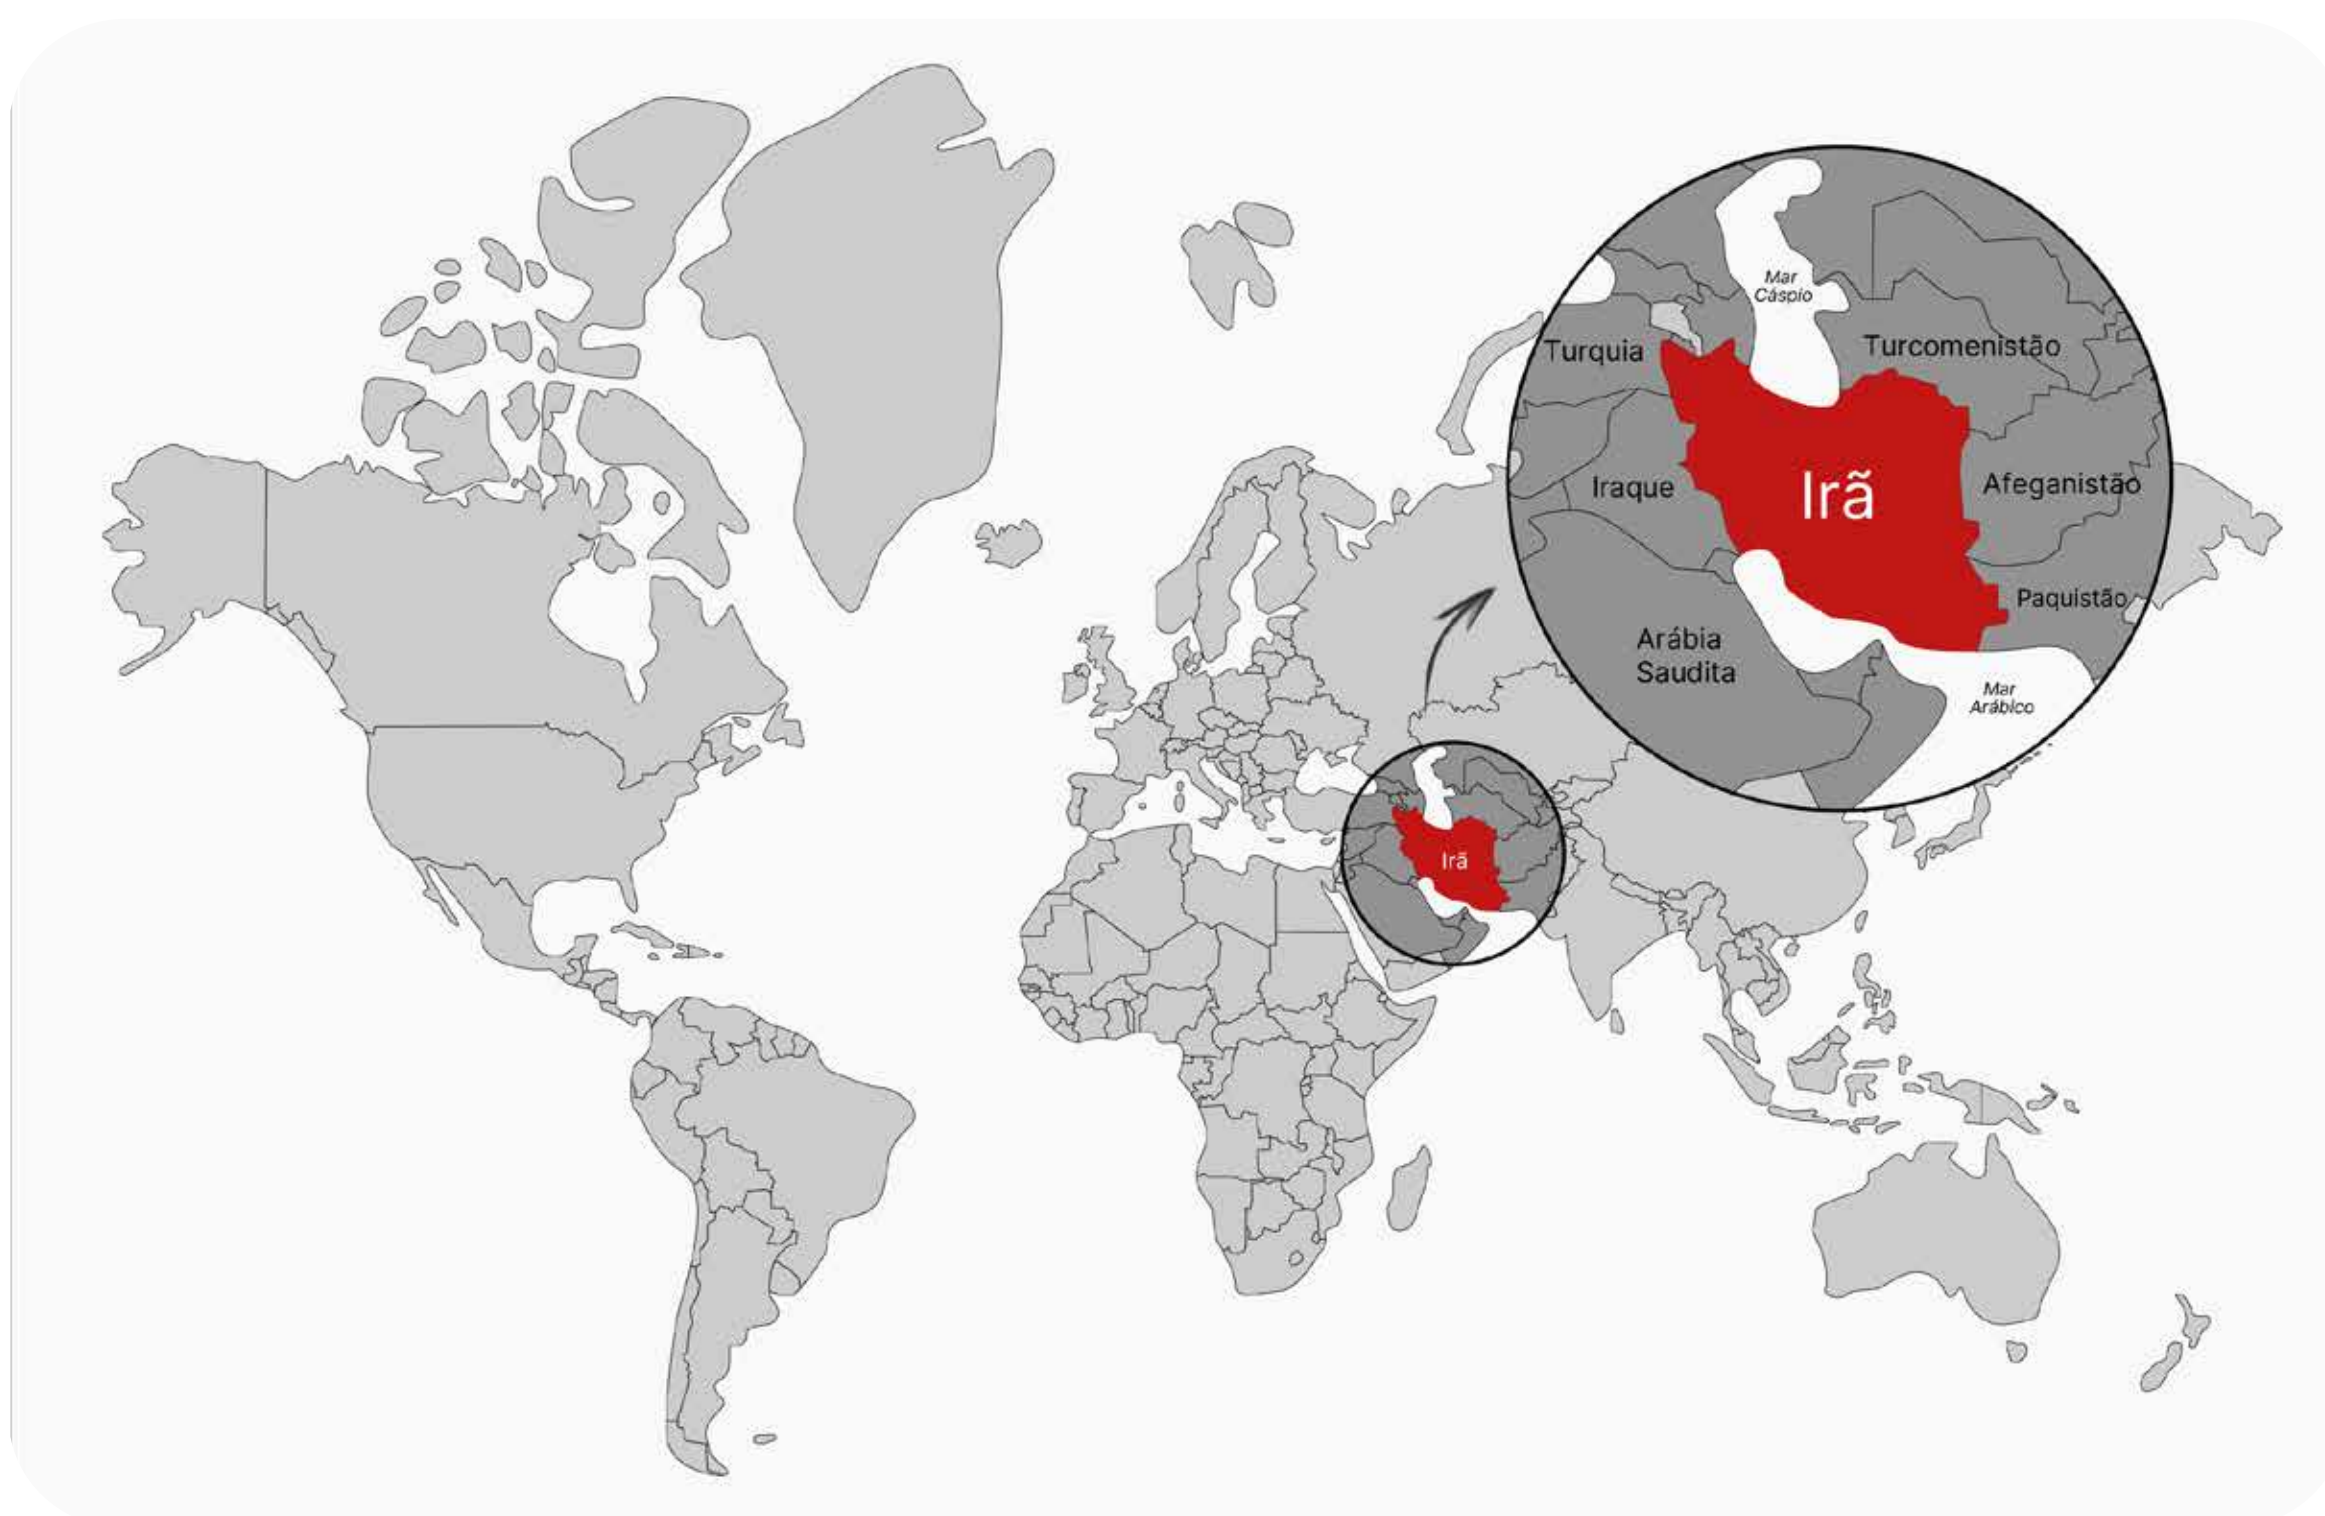 Mar
Cáspio
Turquia
Turcomenistão
Iraque
Irã
Afeganistão
Paquistão
Arábia
Saudita
Mar
Arábico
Irã